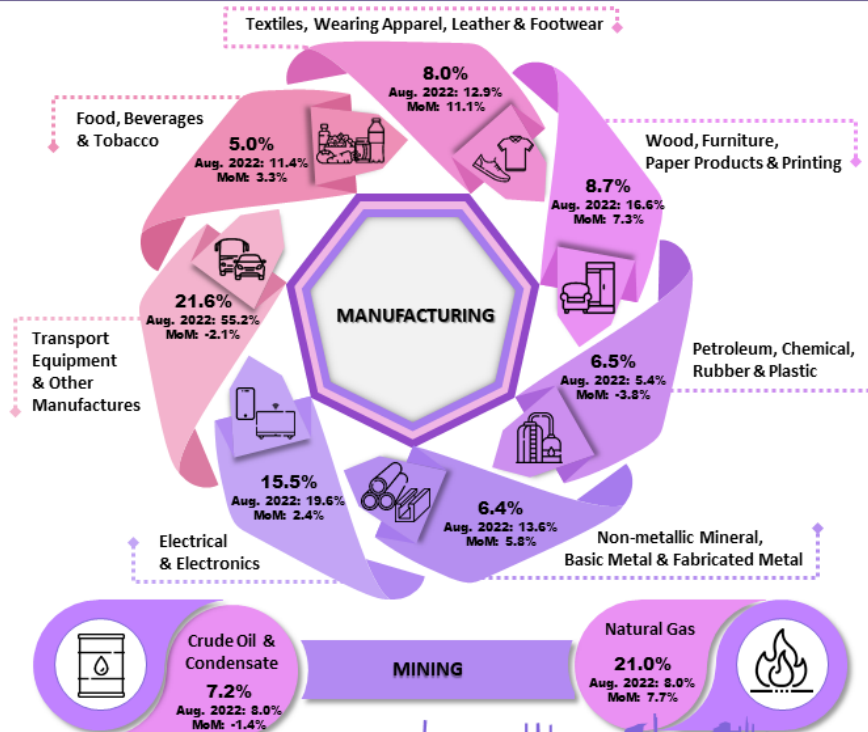 Textiles, Wearing Apparel, Leather & Footwear
8.0%
Aug. 2022: 12.9%
MoM: 11.1%
Food, Beverages
& Tobacco
5.0%
Aug. 2022: 11.4%
MoM: 3.3%
Wood, Furniture,
Paper Products & Printing
8.7%
Aug. 2022: 16.6%
MoM: 7.3%
MANUFACTURING
21.6%
Aug. 2022: 55.2%
MoM: -2.1%
Transport
Equipment
& Other
Manufactures
Petroleum, Chemical,
Rubber & Plastic
6.5%
Aug. 2022: 5.4%
MoM: -3.8%
15.5%
Aug. 2022: 19.6%
MoM: 2.4%
Electrical
& Electronics
6.4%
Aug. 2022: 13.6%
MoM: 5.8%
Non-metallic Mineral,
Basic Metal & Fabricated Metal
Crude Oil &
Condensate
7.2%
Aug. 2022: 8.0%
MoM: -1.4%
MINING
Natural Gas
21.0%
Aug. 2022: 8.0%
MoM: 7.7%